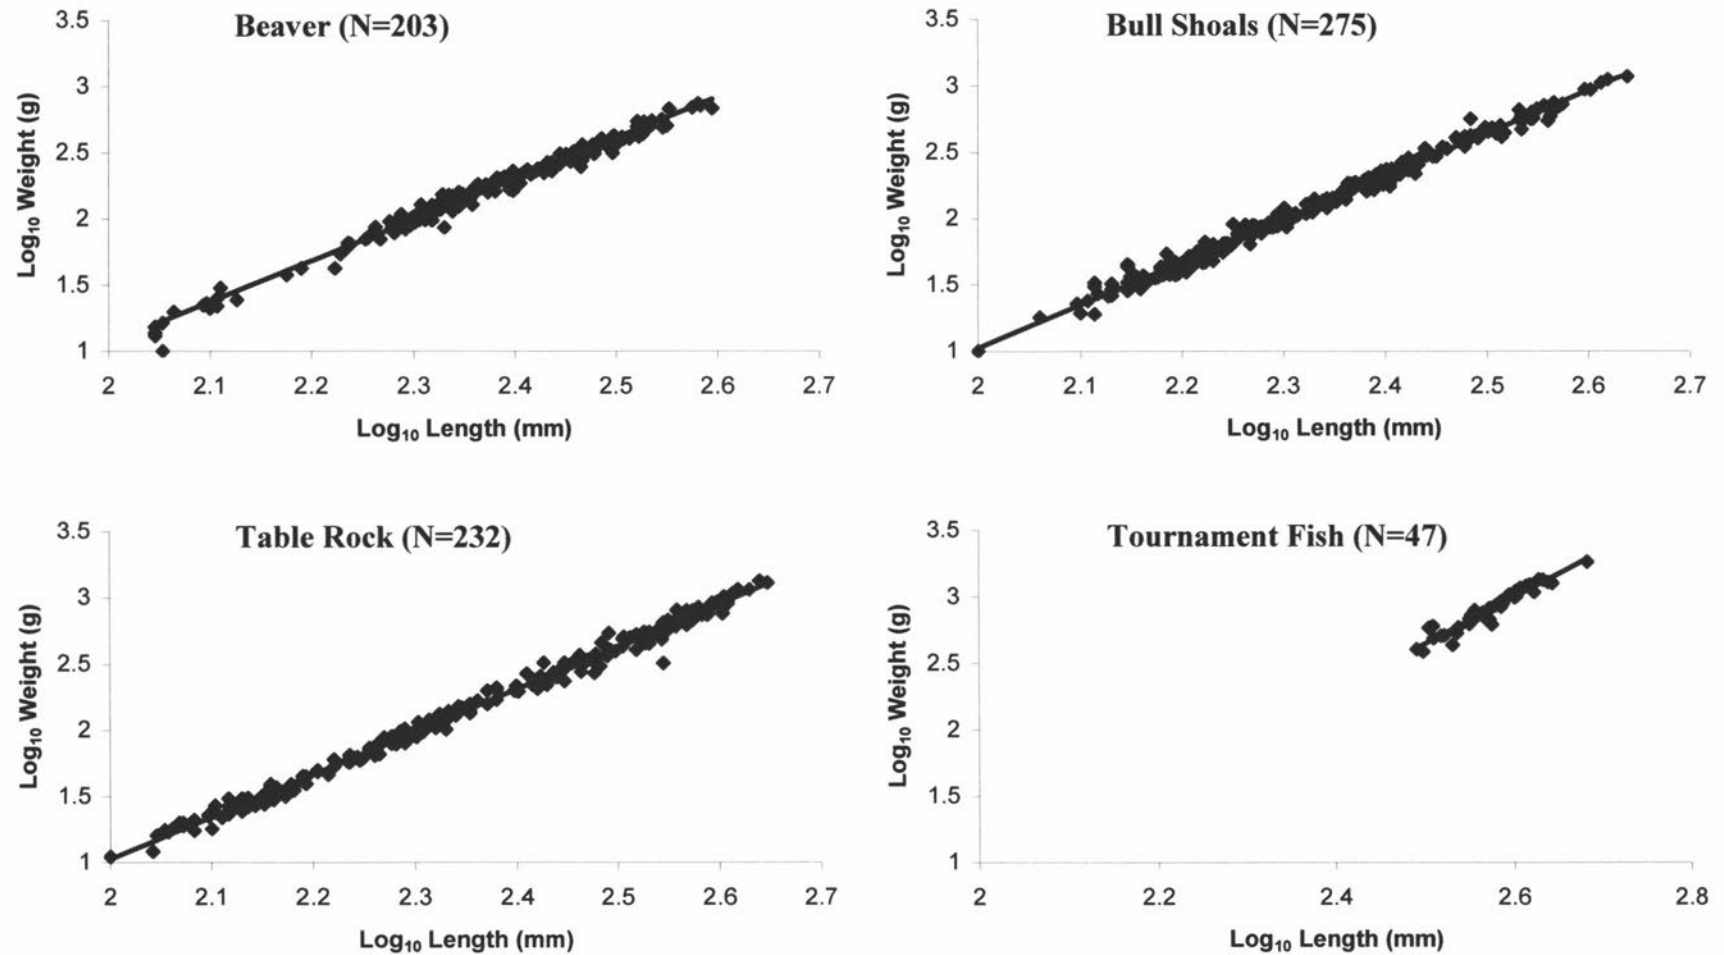 Beaver (N=203)
3.5
3
2.5
2
1.5
1
Log10 Weight (g)
2 2.1 2.2 2.3 2.4 2.5 2.6 2.7
Log10 Length (mm)
Bull Shoals (N=275)
3.5
3
2.5
2
1.5
1
Log10 Weight (g)
2 2.1 2.2 2.3 2.4 2.5 2.6 2.7
Log10 Length (mm)
Table Rock (N=232)
3.5
3
2.5
2
1.5
1
Log10 Weight (g)
2 2.1 2.2 2.3 2.4 2.5 2.6 2.7
Log10 Length (mm)
Tournament Fish (N=47)
3.5
3
2.5
2
1.5
1
Log10 Weight (g)
2 2.2 2.4 2.6 2.8
Log10 Length (mm)